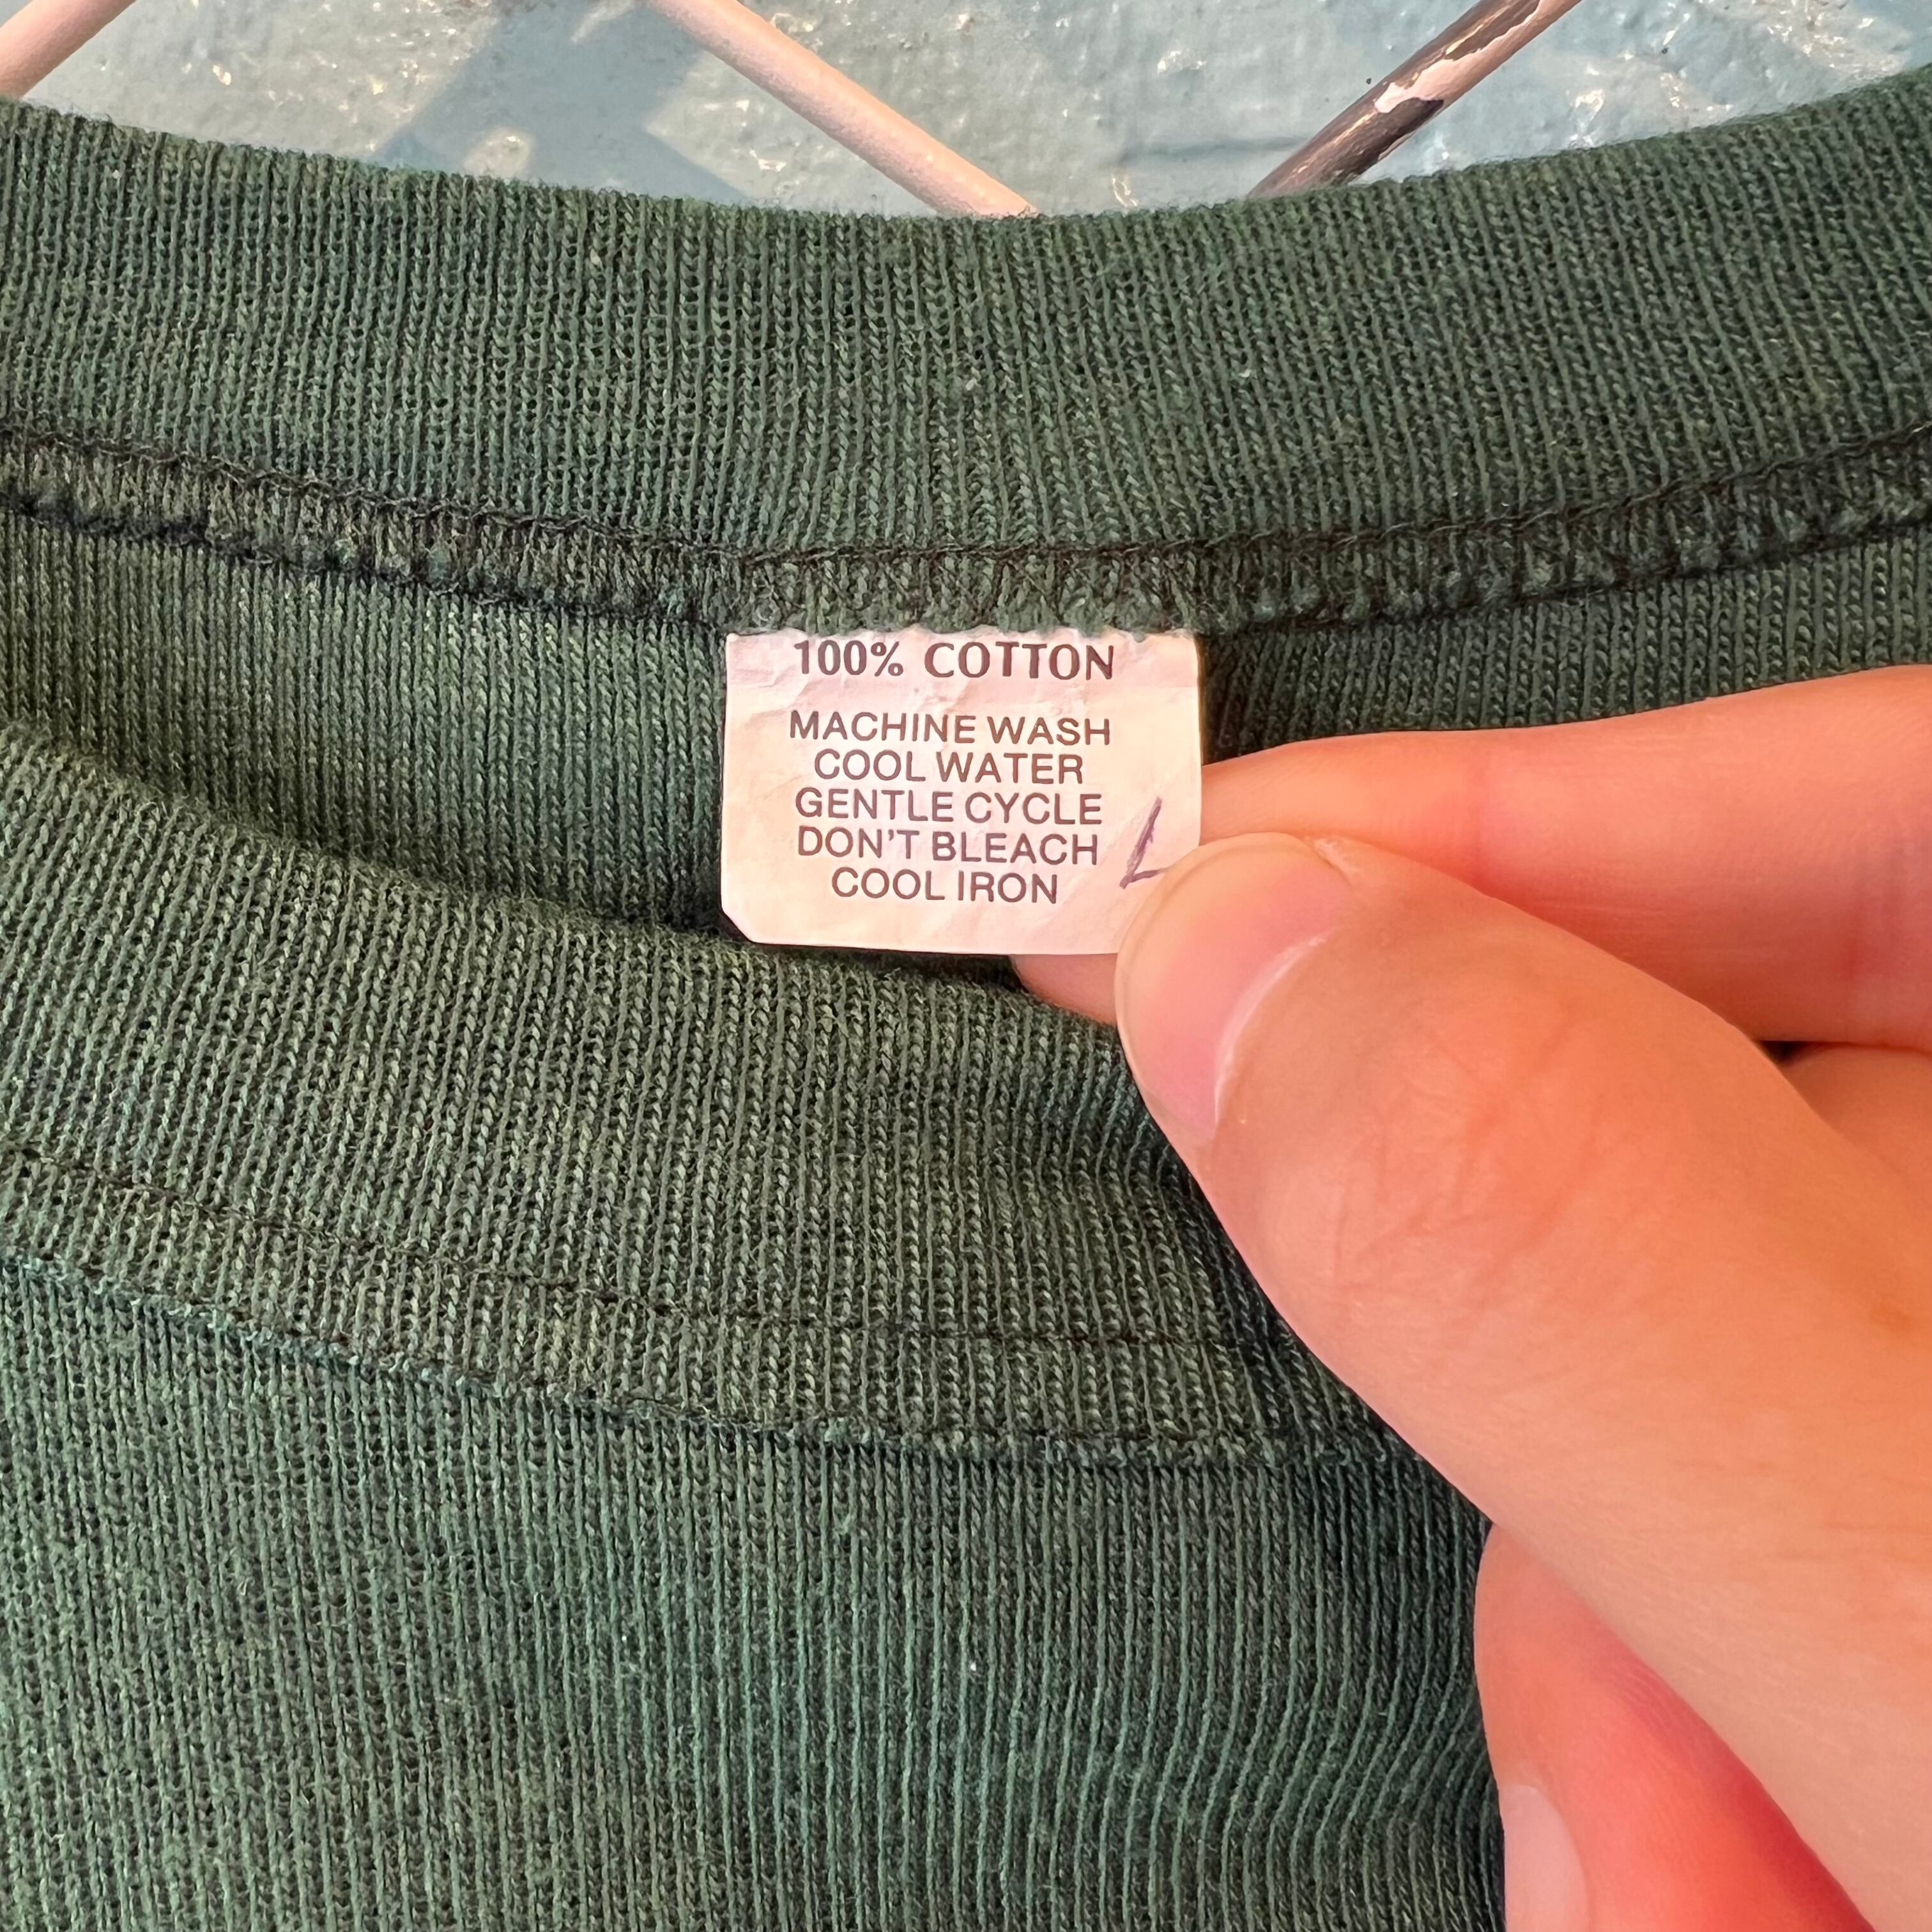 100% COTTON
MACHINE WASH
COOL WATER
GENTLE CYCLE
DON'T BLEACH
COOL IRON
L